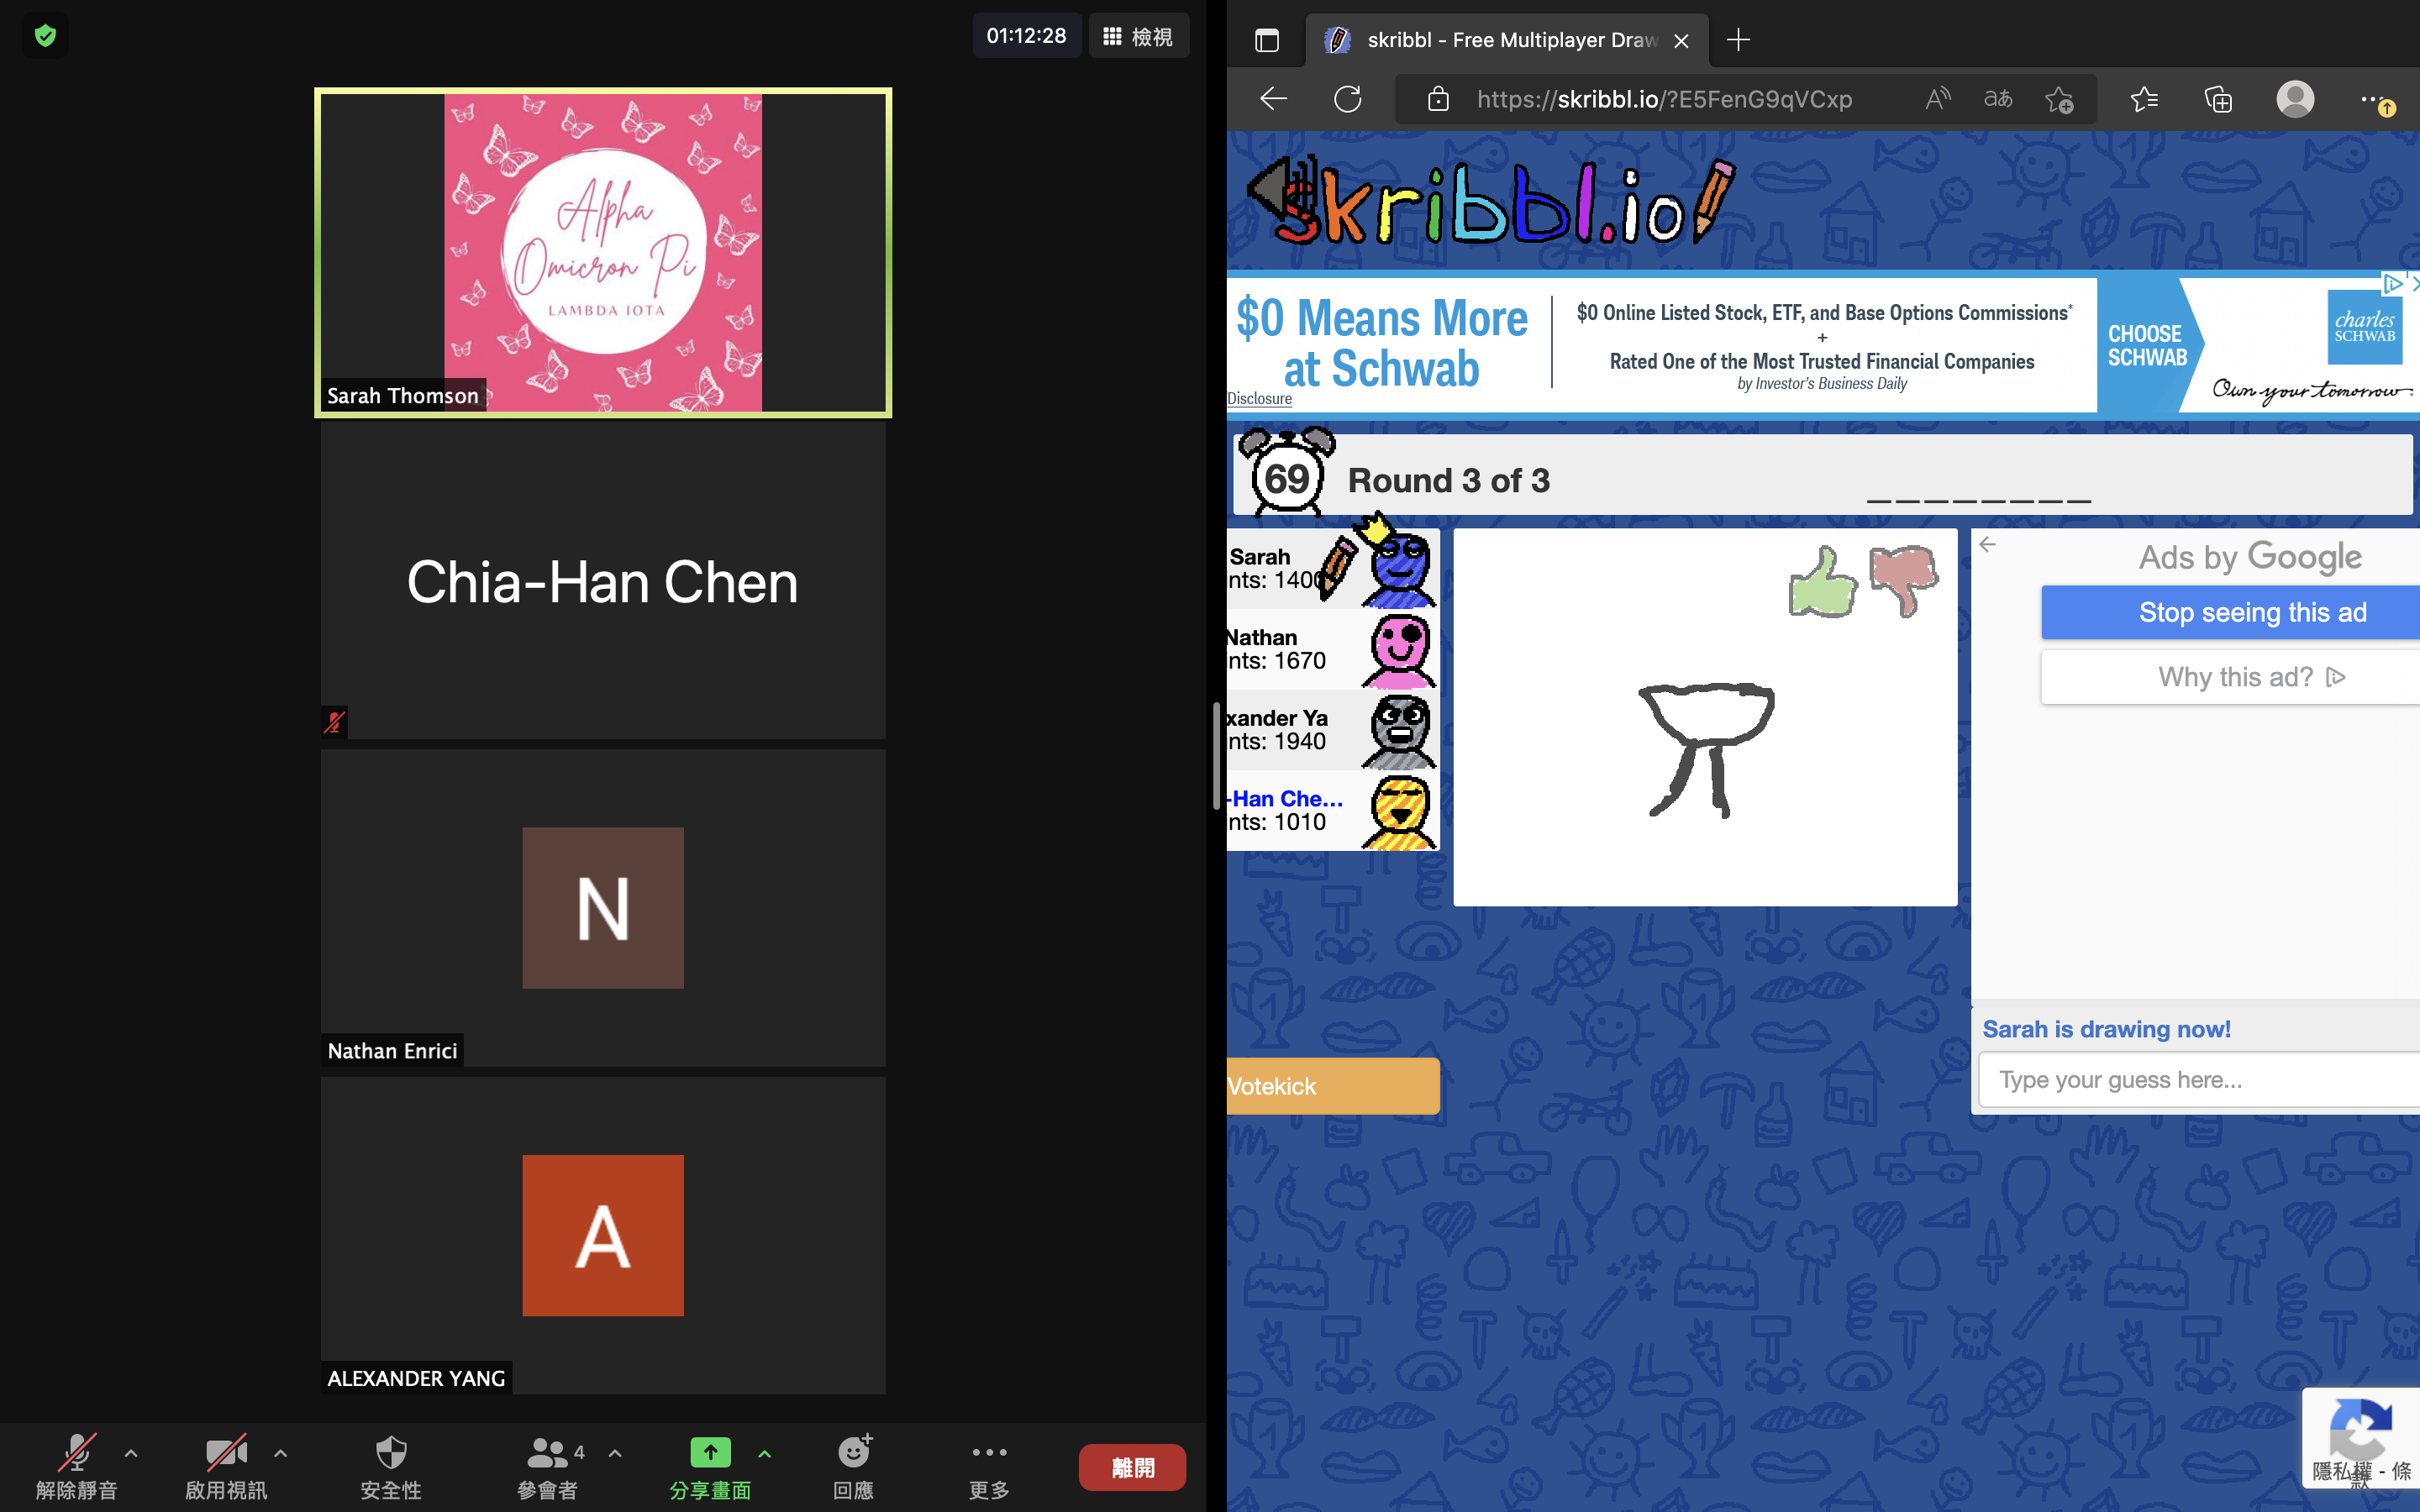 01:12:28
檢視
Alpha
Omicron Pi
LAMBDA IOTA
Sarah Thomson
Chia-Han Chen
N
Nathan Enrici
A
ALEXANDER YANG
解除靜音
啟用視訊
安全性
4
參會者
分享畫面
回應
更多
離開
skribbl - Free Multiplayer Draw
https://skribbl.io/?E5FenG9qVCxp
skribbl.io
$0 Means More
at Schwab
Disclosure
$0 Online Listed Stock, ETF, and Base Options Commissions*
+
Rated One of the Most Trusted Financial Companies
by Investor's Business Daily
CHOOSE
SCHWAB
charles
SCHWAB
Own your tomorrow.
69
Round 3 of 3
________
Sarah
nts: 1400
Nathan
nts: 1670
xander Ya
nts: 1940
-Han Che...
nts: 1010
Votekick
Ads by Google
Stop seeing this ad
Why this ad?
Sarah is drawing now!
Type your guess here...
隱私權 - 條
款